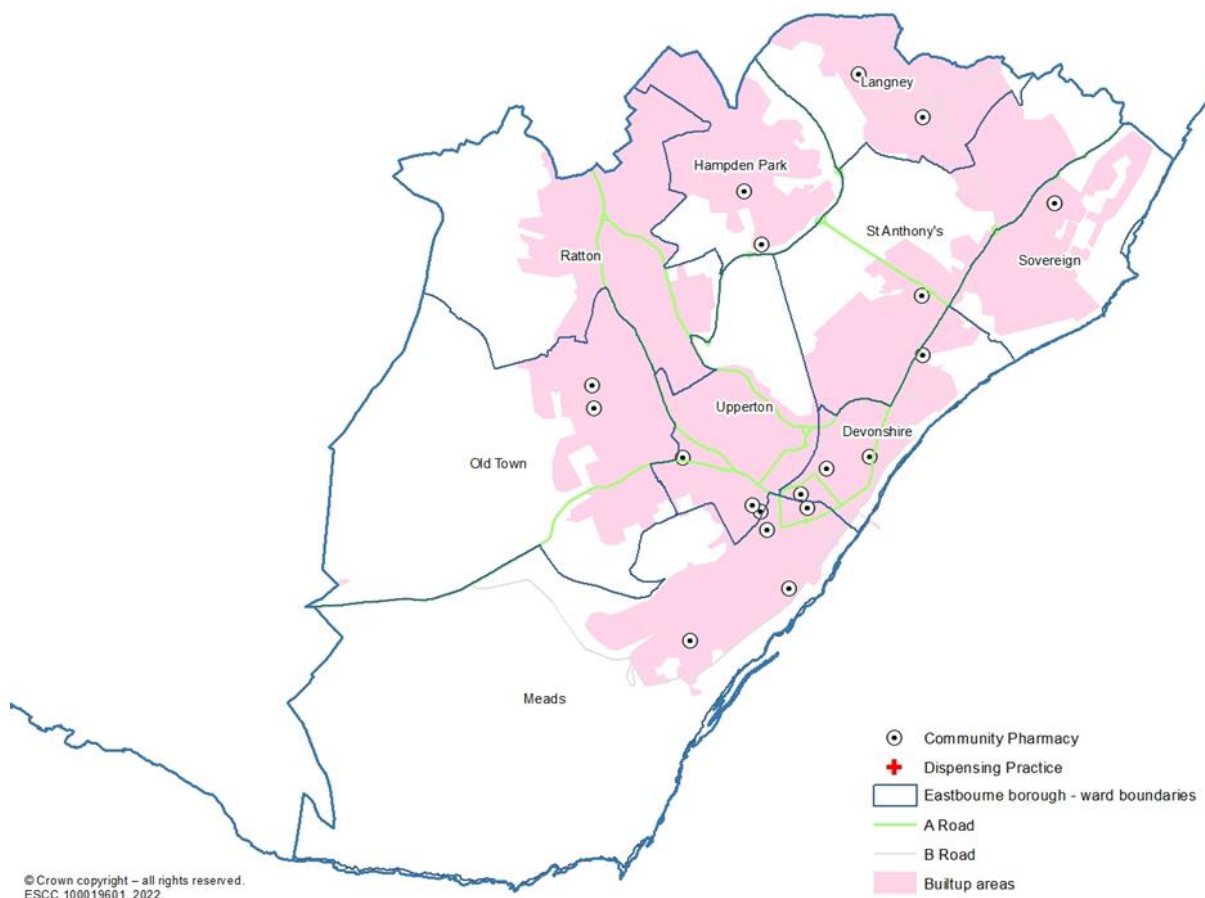 Langney
Hampden Park
St Anthony's
Ratton
Sovereign
Upperton
Devonshire
Old Town
Meads
Community Pharmacy
Dispensing Practice
Eastbourne borough - ward boundaries
A Road
B Road
Builtup areas
© Crown copyright – all rights reserved.
ESCC 100019601, 2022.